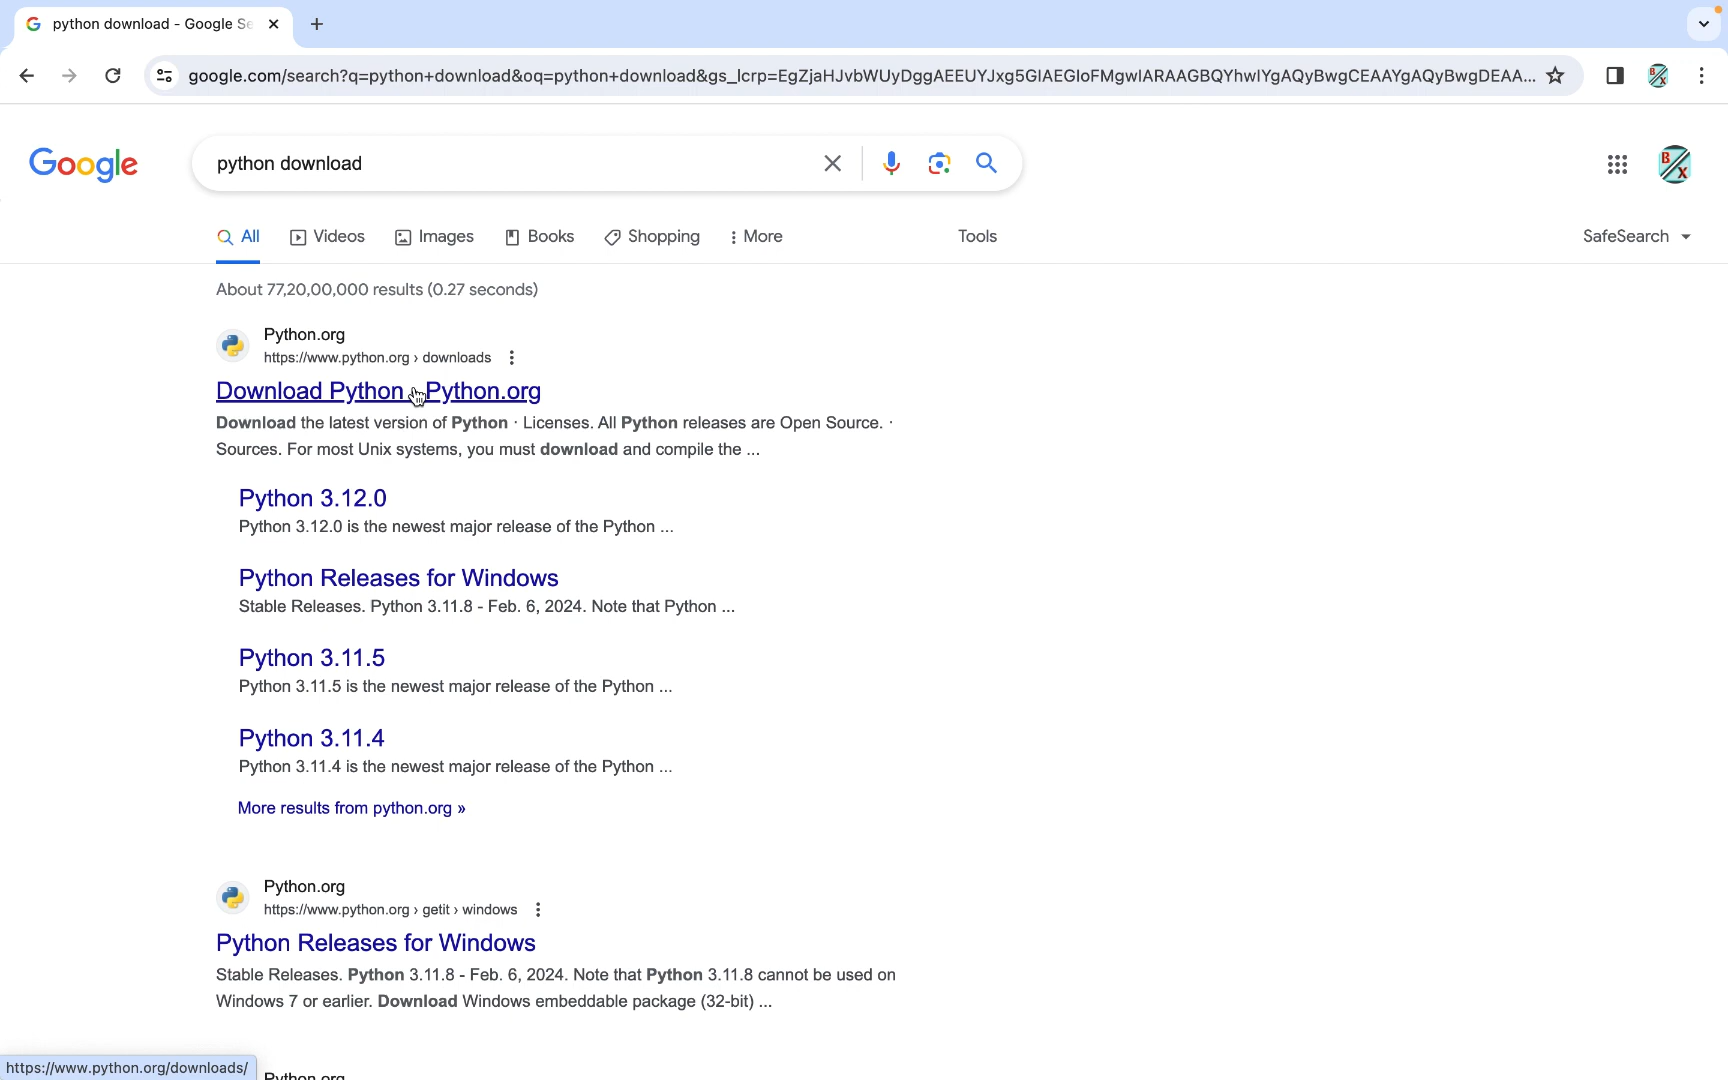 python download - Google Se
google.com/search?q=python+download&oq=python+download&gs_lcrp=EgZjaHJvbWUyDggAEEUYJxg5GIAEGIoFMgwIARAAGBQYhwIYgAQyBwgCEAAYgAQyBwgDEAA...
Google
python download
All
Videos
Images
Books
Shopping
More
Tools
SafeSearch
About 77,20,00,000 results (0.27 seconds)
Python.org
https://www.python.org › downloads
Download Python Python.org
Download the latest version of Python · Licenses. All Python releases are Open Source. ·
Sources. For most Unix systems, you must download and compile the ...
Python 3.12.0
Python 3.12.0 is the newest major release of the Python ...
Python Releases for Windows
Stable Releases. Python 3.11.8 - Feb. 6, 2024. Note that Python ...
Python 3.11.5
Python 3.11.5 is the newest major release of the Python ...
Python 3.11.4
Python 3.11.4 is the newest major release of the Python ...
More results from python.org »
Python.org
https://www.python.org › getit › windows
Python Releases for Windows
Stable Releases. Python 3.11.8 - Feb. 6, 2024. Note that Python 3.11.8 cannot be used on
Windows 7 or earlier. Download Windows embeddable package (32-bit) ...
https://www.python.org/downloads/
Python.org